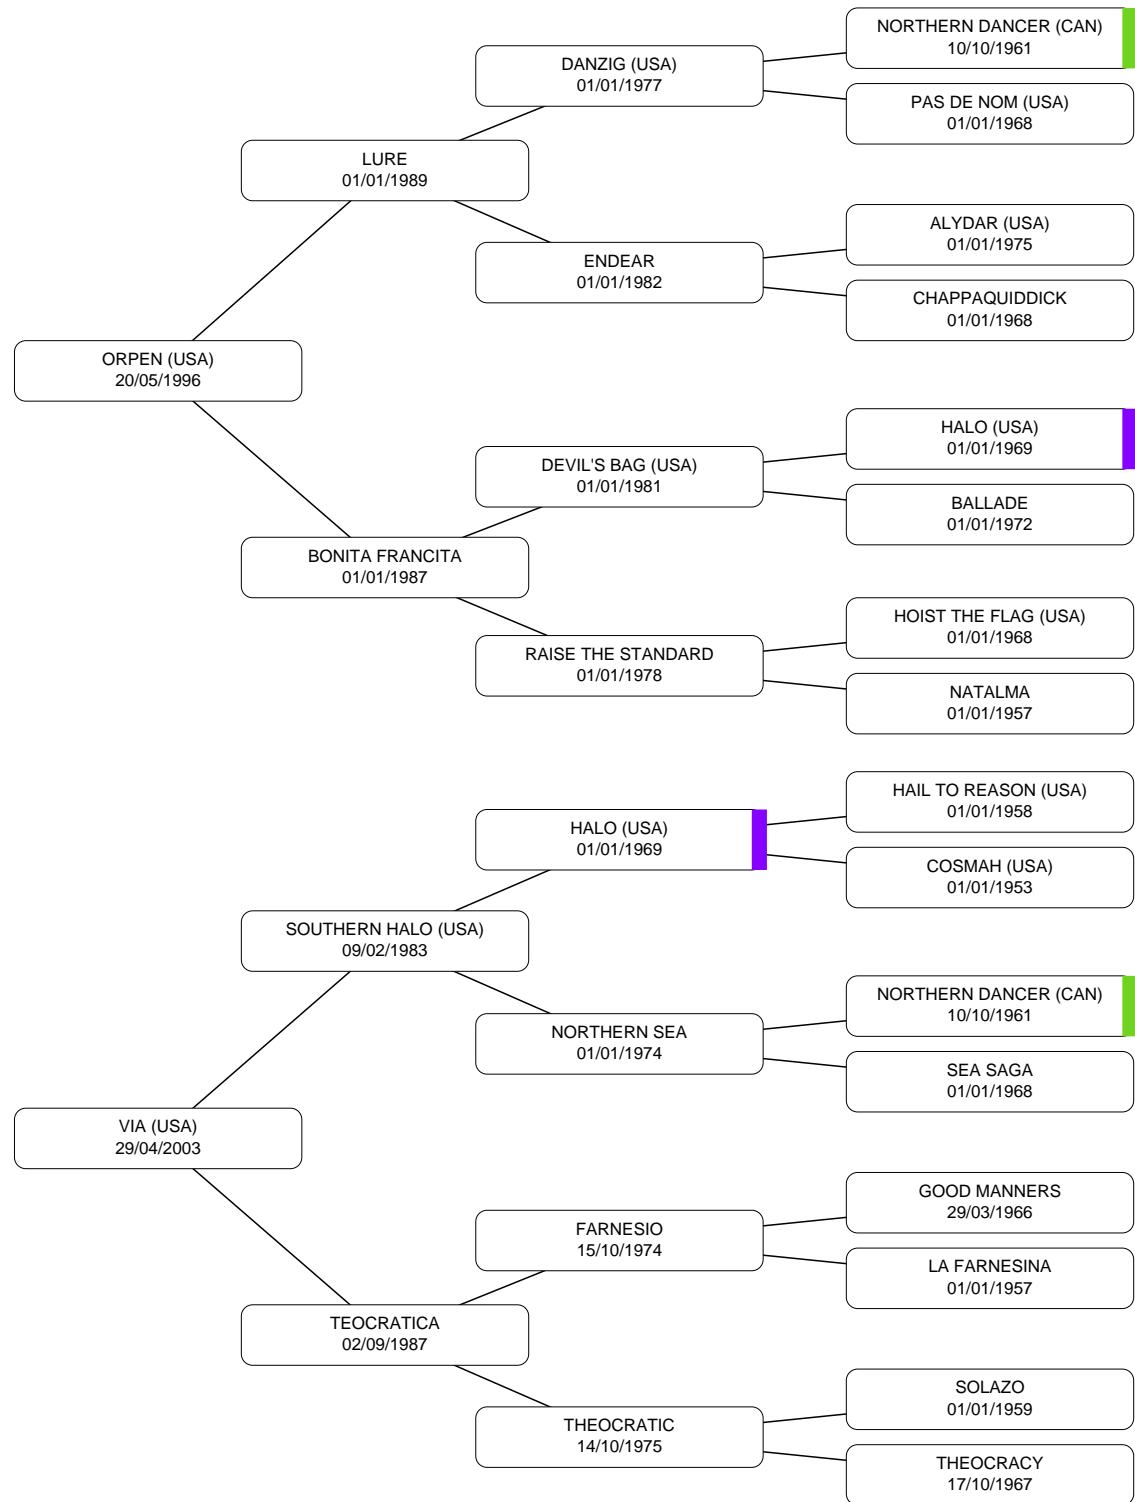 NORTHERN DANCER (CAN)
10/10/1961
DANZIG (USA)
01/01/1977
PAS DE NOM (USA)
01/01/1968
LURE
01/01/1989
ALYDAR (USA)
01/01/1975
ENDEAR
01/01/1982
CHAPPAQUIDDICK
01/01/1968
ORPEN (USA)
20/05/1996
HALO (USA)
01/01/1969
DEVIL'S BAG (USA)
01/01/1981
BALLADE
01/01/1972
BONITA FRANCITA
01/01/1987
HOIST THE FLAG (USA)
01/01/1968
RAISE THE STANDARD
01/01/1978
NATALMA
01/01/1957
HAIL TO REASON (USA)
01/01/1958
HALO (USA)
01/01/1969
COSMAH (USA)
01/01/1953
SOUTHERN HALO (USA)
09/02/1983
NORTHERN DANCER (CAN)
10/10/1961
NORTHERN SEA
01/01/1974
SEA SAGA
01/01/1968
VIA (USA)
29/04/2003
GOOD MANNERS
29/03/1966
FARNESIO
15/10/1974
LA FARNESINA
01/01/1957
TEOCRATICA
02/09/1987
SOLAZO
01/01/1959
THEOCRATIC
14/10/1975
THEOCRACY
17/10/1967